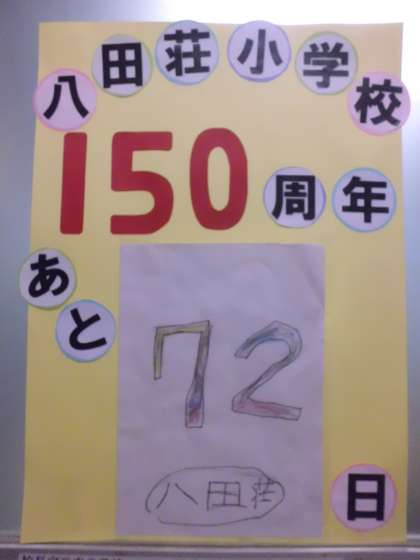 八田荘小学校
150周年
あと
72
八田荘
日